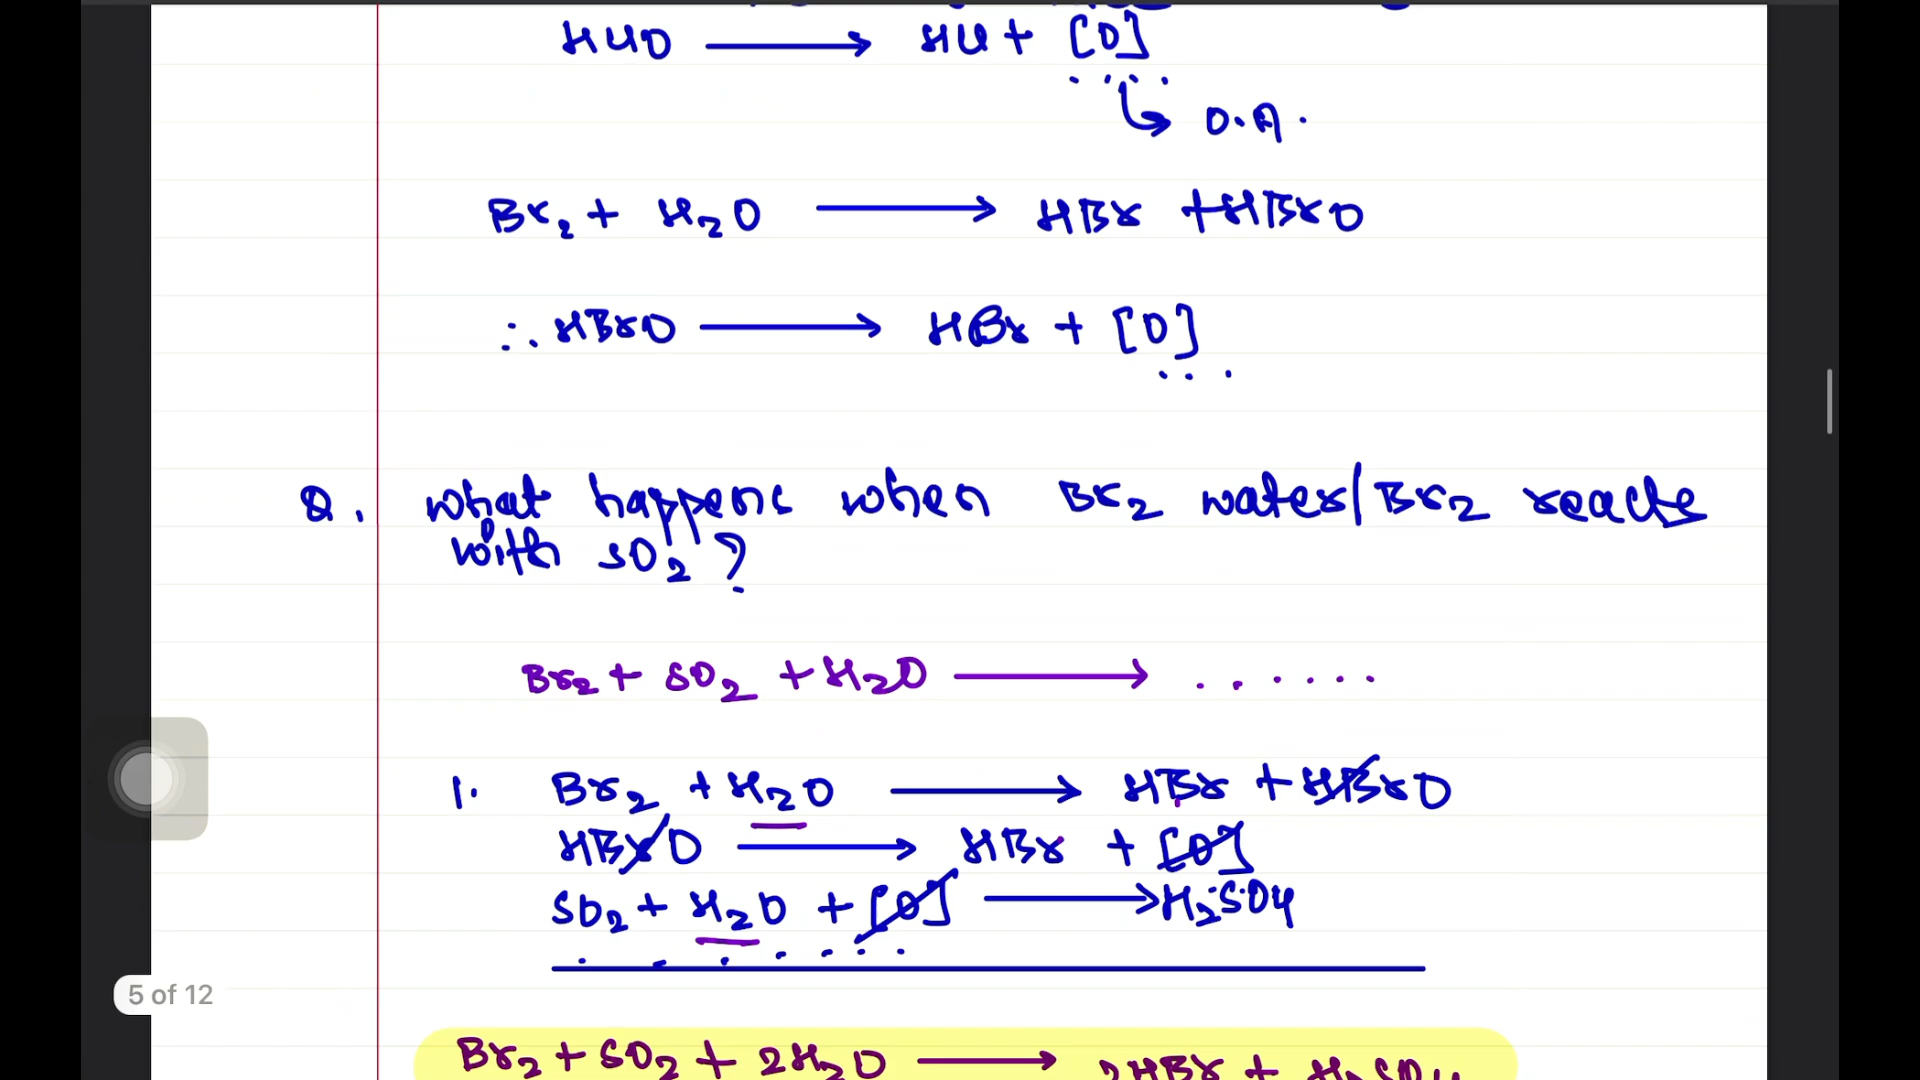 HClO ⟶ HCl + [O]
↳ O.A.
Br₂ + H₂O ⟶ HBr + HBrO
∴ HBrO ⟶ HBr + [O]
Q. what happens when Br₂ water/Br₂ reacts
with SO₂?
Br₂ + SO₂ + H₂O ⟶ ......
1. Br₂ + H₂O ⟶ HBr + HBrO
HBrO ⟶ HBr + [O]
SO₂ + H₂O + [O] ⟶ H₂SO₄
5 of 12
Br₂ + SO₂ + 2H₂O ⟶ 2HBr + H₂SO₄